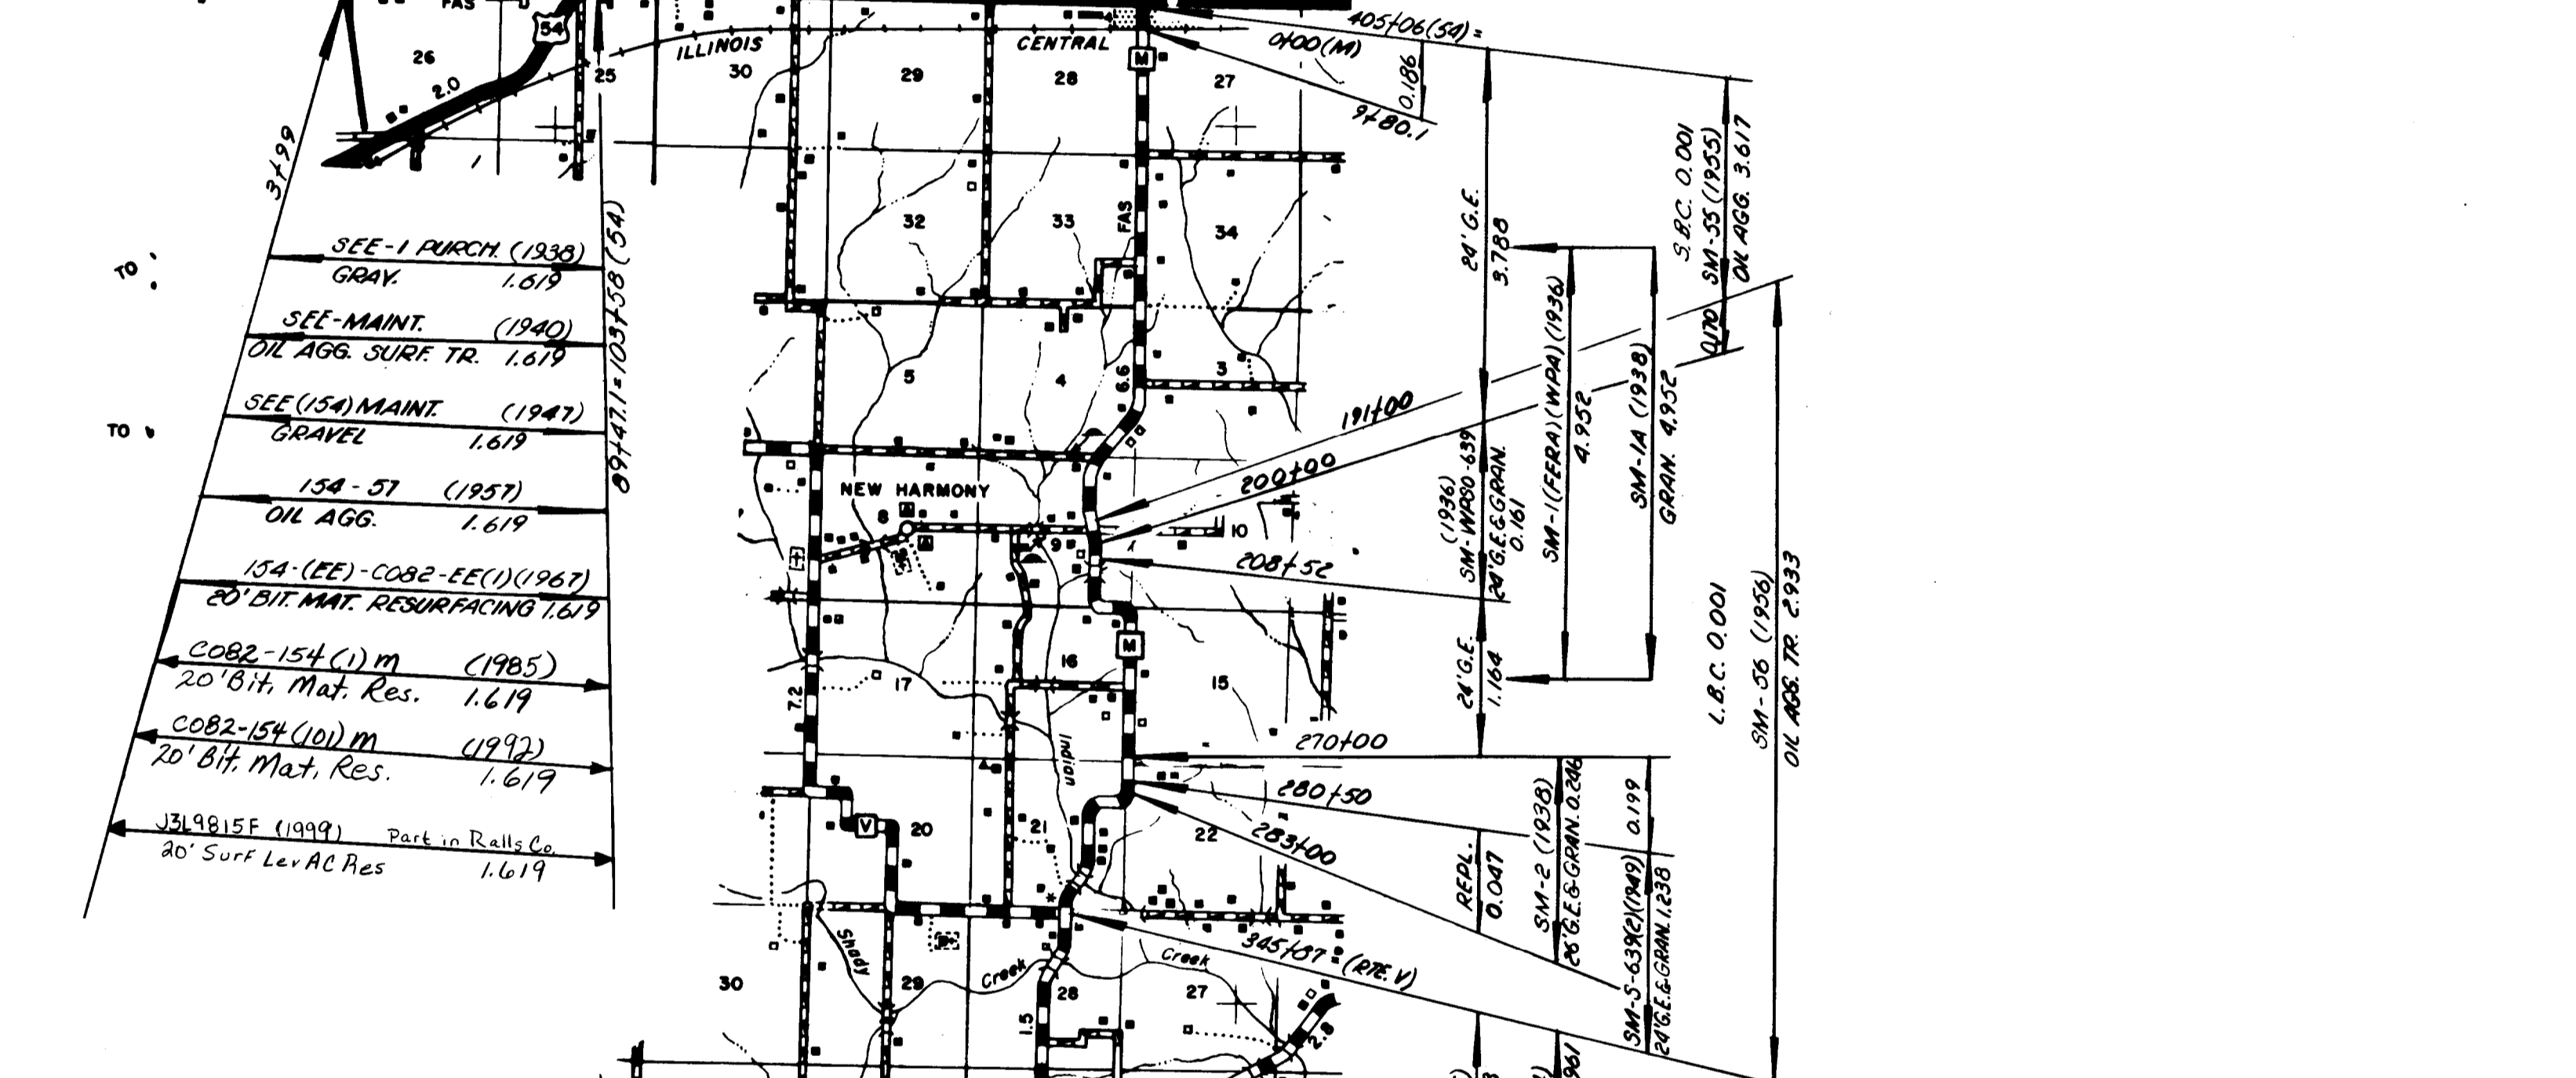 FAS
54
26
25
2.0
ILLINOIS CENTRAL
30
29
28
27
M
405+06(54)=
0+00(M)
0.186
9+80.1
3+99
TO
TO
SEE-1 PURCH. (1938)
GRAV. 1.619
SEE-MAINT. (1940)
OIL AGG. SURF. TR. 1.619
SEE (154) MAINT. (1947)
GRAVEL 1.619
154-57 (1957)
OIL AGG. 1.619
154-(EE)-C082-EE(1)(1967)
20' BIT. MAT. RESURFACING 1.619
C082-154(1)m (1985)
20' Bit. Mat. Res. 1.619
C082-154(101)m (1992)
20' Bit. Mat. Res. 1.619
J3L9815F (1999) Part in Ralls Co.
20' Surf Lev AC Res 1.619
89+47.1=103+58(54)
32
33
FAS
34
5
4
6.6
3
NEW HARMONY
8
9
10
17
16
M
15
7.2
Indian
V
20
21
22
30
Shady
29
Creek
Creek
28
27
1.5
2.8
191+00
200+00
208+52
270+00
280+50
283+00
345+87=(RTE. V)
24' G.E.
3.788
(1936)
SM-WPSO-639
24' G.E.& GRAN.
0.161
24' G.E.
1.164
SM-1(FERA)(WPA)(1936)
4.952
SM-1A (1938)
GRAN. 4.952
S.B.C. 0.001
0.170 SM-55 (1955)
OIL AGG. 3.617
L.B.C. 0.001
SM-56 (1956)
OIL AGG. TR. 2.933
REPL.
0.047
SM-2 (1938)
26' G.E.& GRAN. 0.246
0.199
SM-S-639(2)(1949)
24' G.E.& GRAN. 1.238
961